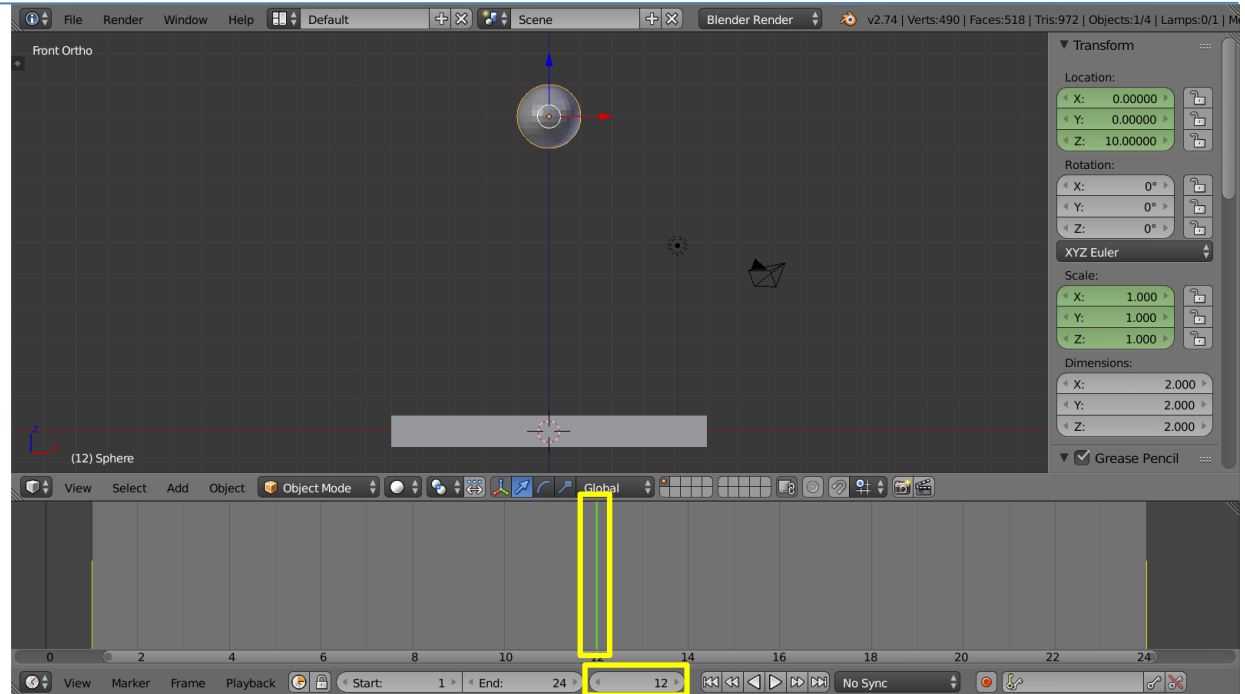 File Render Window Help Default Scene Blender Render v2.74 | Verts:490 | Faces:518 | Tris:972 | Objects:1/4 | Lamps:0/1 |
Front Ortho
Transform
Location:
X: 0.00000
Y: 0.00000
Z: 10.00000
Rotation:
X: 0°
Y: 0°
Z: 0°
XYZ Euler
Scale:
X: 1.000
Y: 1.000
Z: 1.000
Dimensions:
X: 2.000
Y: 2.000
Z: 2.000
Grease Pencil
z
(12) Sphere
View Select Add Object Object Mode Global
0 2 4 6 8 10 12 14 16 18 20 22 24
View Marker Frame Playback Start: 1 End: 24 12 No Sync